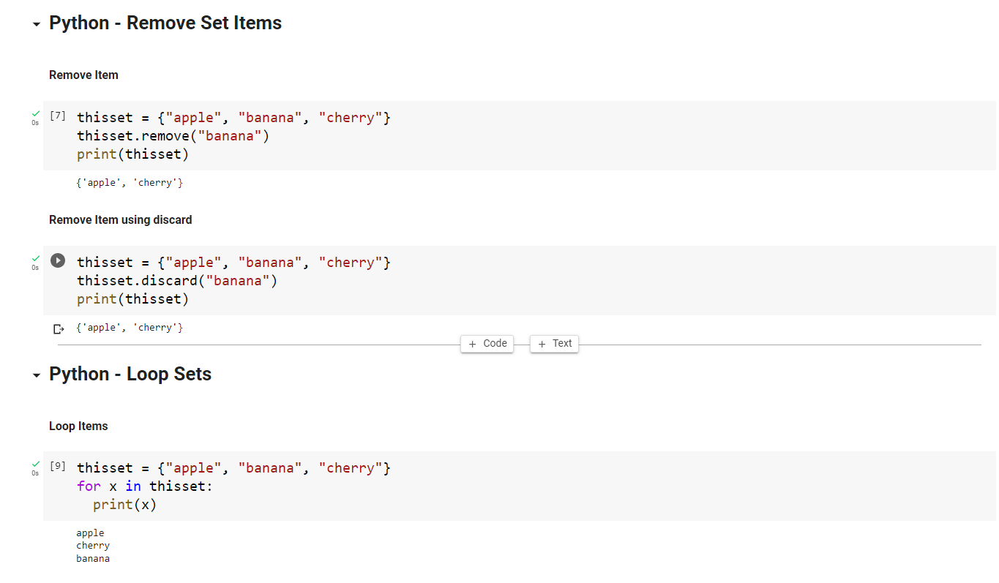 Python - Remove Set Items
Remove Item
0s
[7]
thisset = {"apple", "banana", "cherry"}
thisset.remove("banana")
print(thisset)
{'apple', 'cherry'}
Remove Item using discard
0s
thisset = {"apple", "banana", "cherry"}
thisset.discard("banana")
print(thisset)
{'apple', 'cherry'}
+ Code + Text
Python - Loop Sets
Loop Items
0s
[9]
thisset = {"apple", "banana", "cherry"}
for x in thisset:
  print(x)
apple
cherry
banana